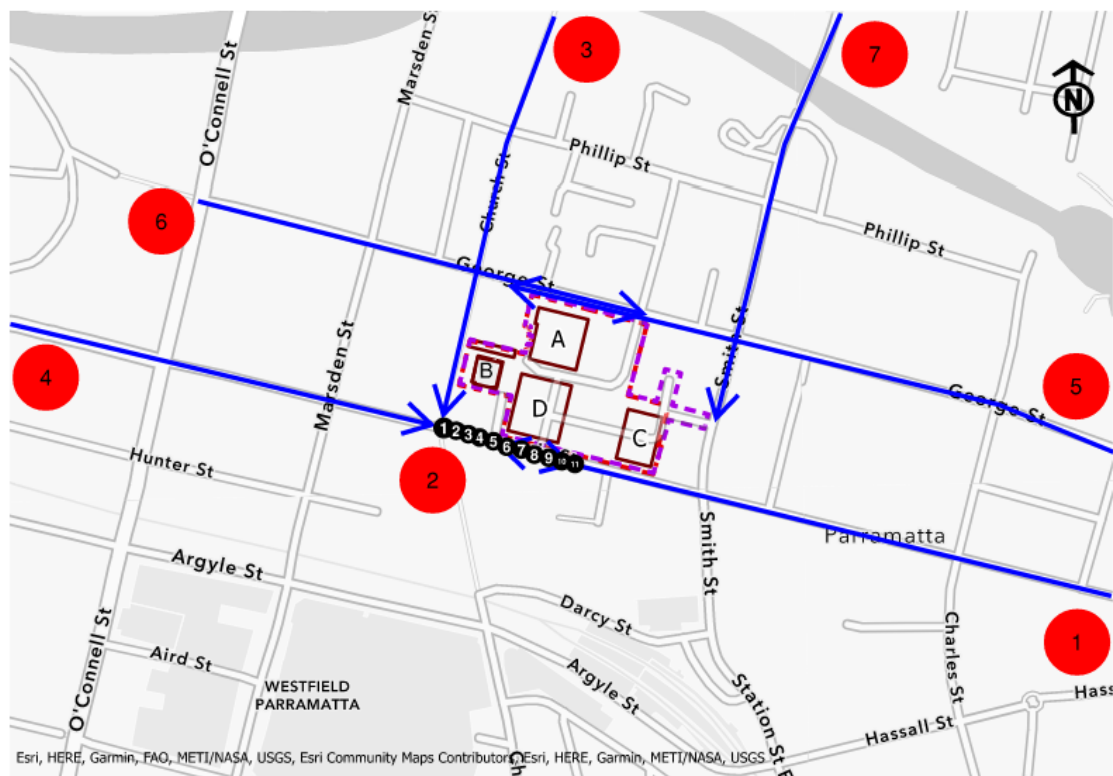 3
7
N
O'Connell St
Marsden St
Phillip St
Church St
6
George St
Phillip St
A
Smith St
4
Marsden St
B
D
C
5
George St
1 2 3 4 5 6 7 8 9 10 11
Hunter St
2
Smith St
Parramatta
Argyle St
Darcy St
1
Charles St
O'Connell St
Aird St
Argyle St
WESTFIELD
PARRAMATTA
Station St
Hassall St
Hass
Ch
Esri, HERE, Garmin, FAO, METI/NASA, USGS, Esri Community Maps Contributors, Esri, HERE, Garmin, METI/NASA, USGS